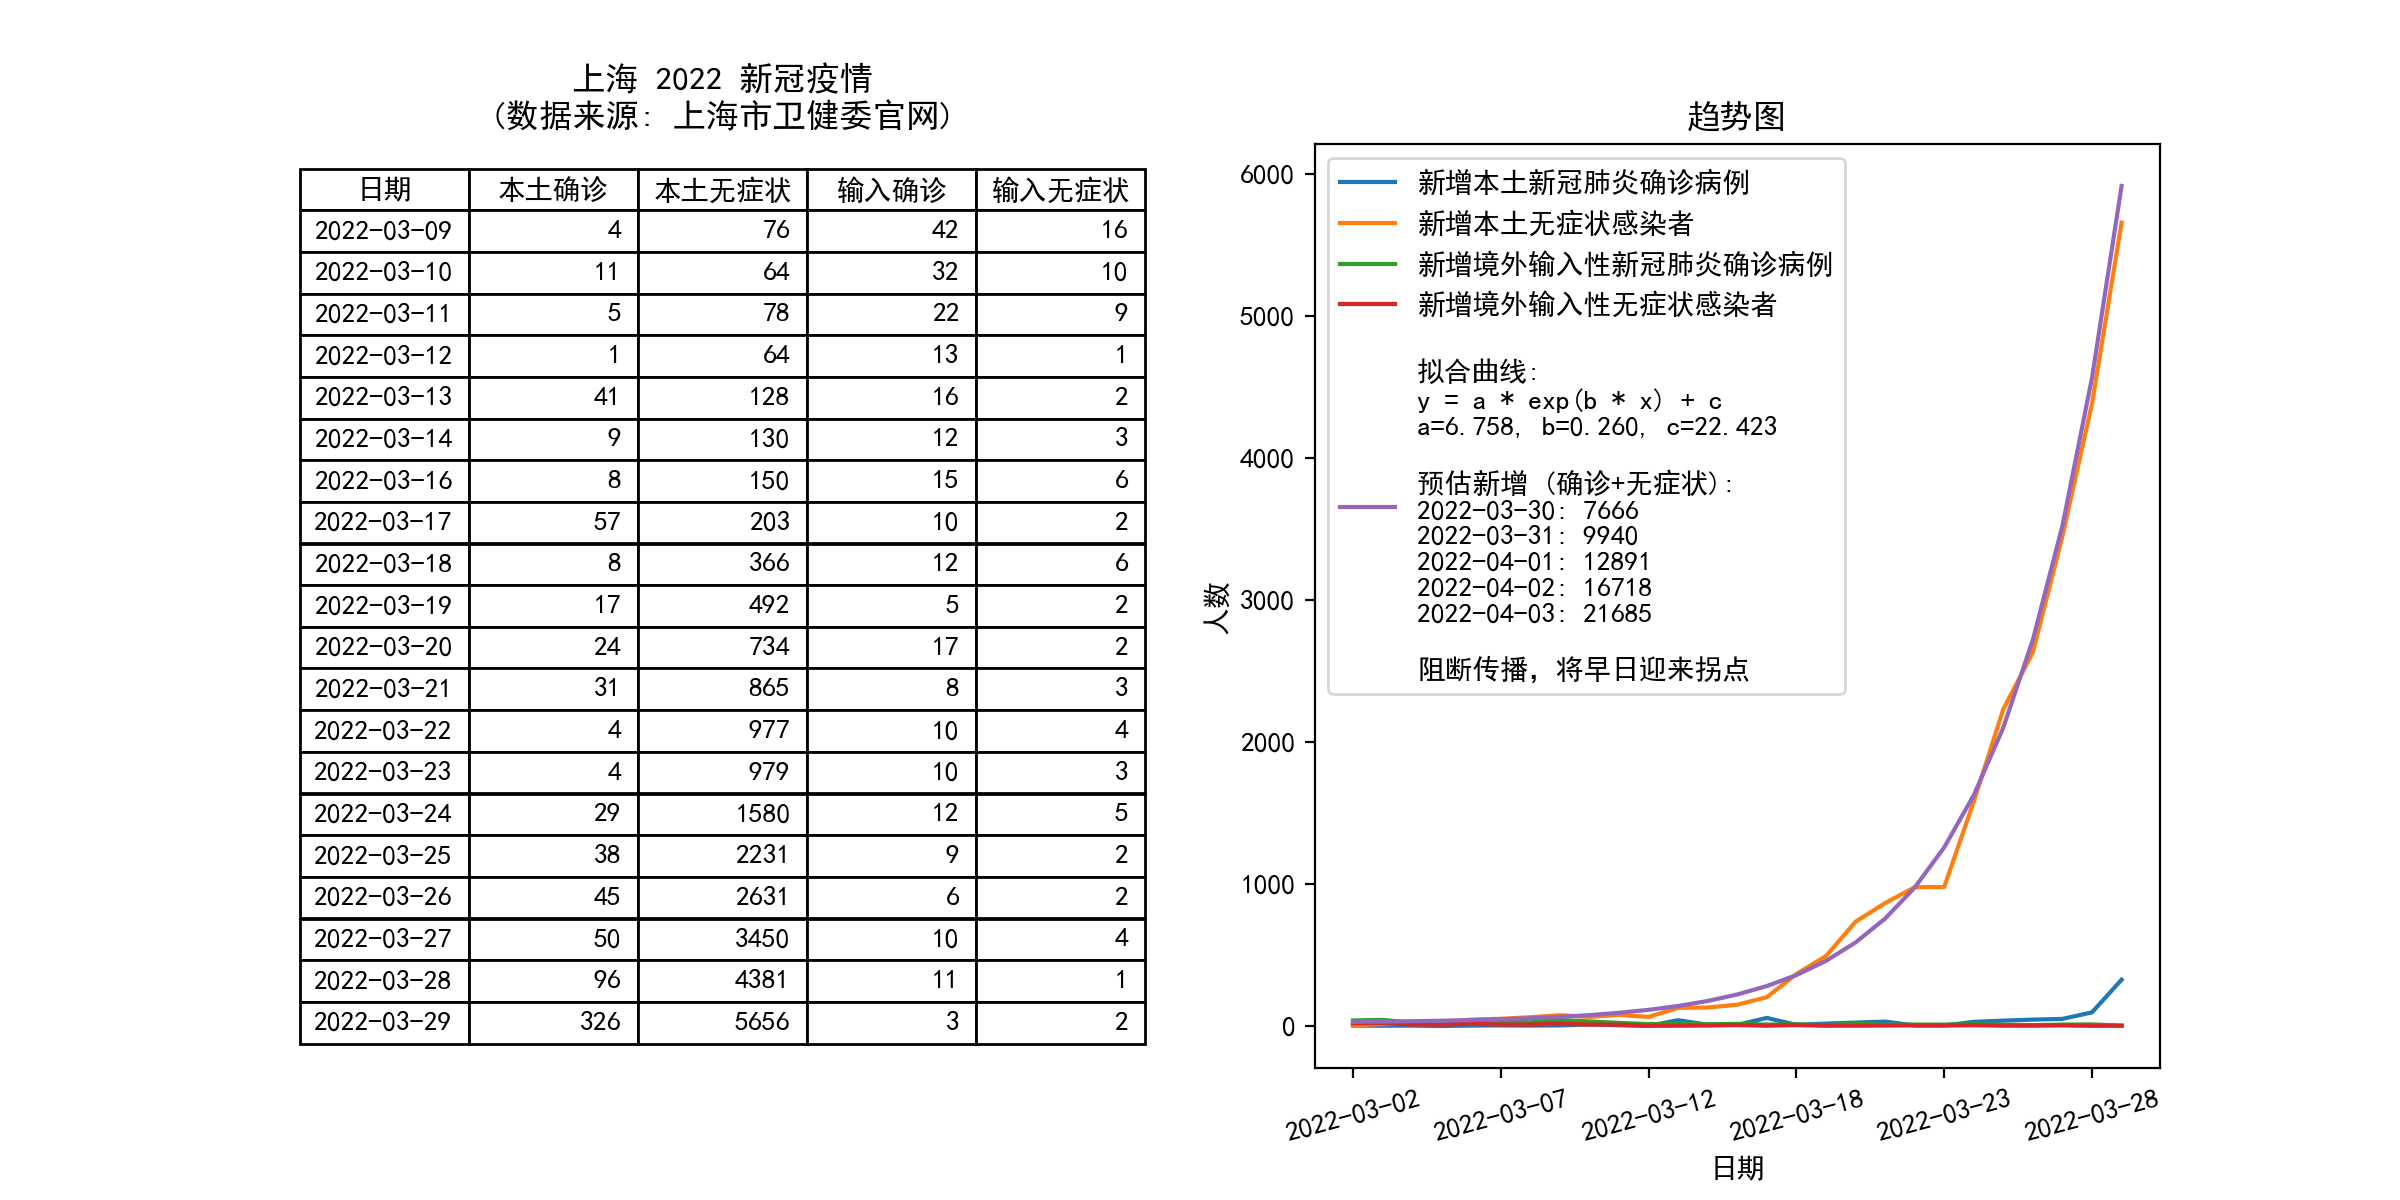 上海 2022 新冠疫情
(数据来源: 上海市卫健委官网)
日期 本土确诊 本土无症状 输入确诊 输入无症状
2022-03-09 4 76 42 16
2022-03-10 11 64 32 10
2022-03-11 5 78 22 9
2022-03-12 1 64 13 1
2022-03-13 41 128 16 2
2022-03-14 9 130 12 3
2022-03-16 8 150 15 6
2022-03-17 57 203 10 2
2022-03-18 8 366 12 6
2022-03-19 17 492 5 2
2022-03-20 24 734 17 2
2022-03-21 31 865 8 3
2022-03-22 4 977 10 4
2022-03-23 4 979 10 3
2022-03-24 29 1580 12 5
2022-03-25 38 2231 9 2
2022-03-26 45 2631 6 2
2022-03-27 50 3450 10 4
2022-03-28 96 4381 11 1
2022-03-29 326 5656 3 2
趋势图
新增本土新冠肺炎确诊病例
新增本土无症状感染者
新增境外输入性新冠肺炎确诊病例
新增境外输入性无症状感染者
拟合曲线:
y = a * exp(b * x) + c
a=6.758, b=0.260, c=22.423
预估新增 (确诊+无症状):
2022-03-30: 7666
2022-03-31: 9940
2022-04-01: 12891
2022-04-02: 16718
2022-04-03: 21685
阻断传播，将早日迎来拐点
6000
5000
4000
3000
2000
1000
0
人数
2022-03-02
2022-03-07
2022-03-12
2022-03-18
2022-03-23
2022-03-28
日期